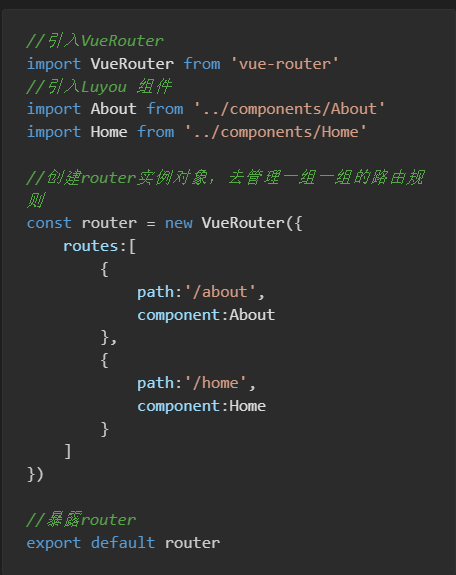 //引入VueRouter
import VueRouter from 'vue-router'
//引入Luyou 组件
import About from '../components/About'
import Home from '../components/Home'

//创建router实例对象，去管理一组一组的路由规
则
const router = new VueRouter({
    routes:[
        {
            path:'/about',
            component:About
        },
        {
            path:'/home',
            component:Home
        }
    ]
})

//暴露router
export default router